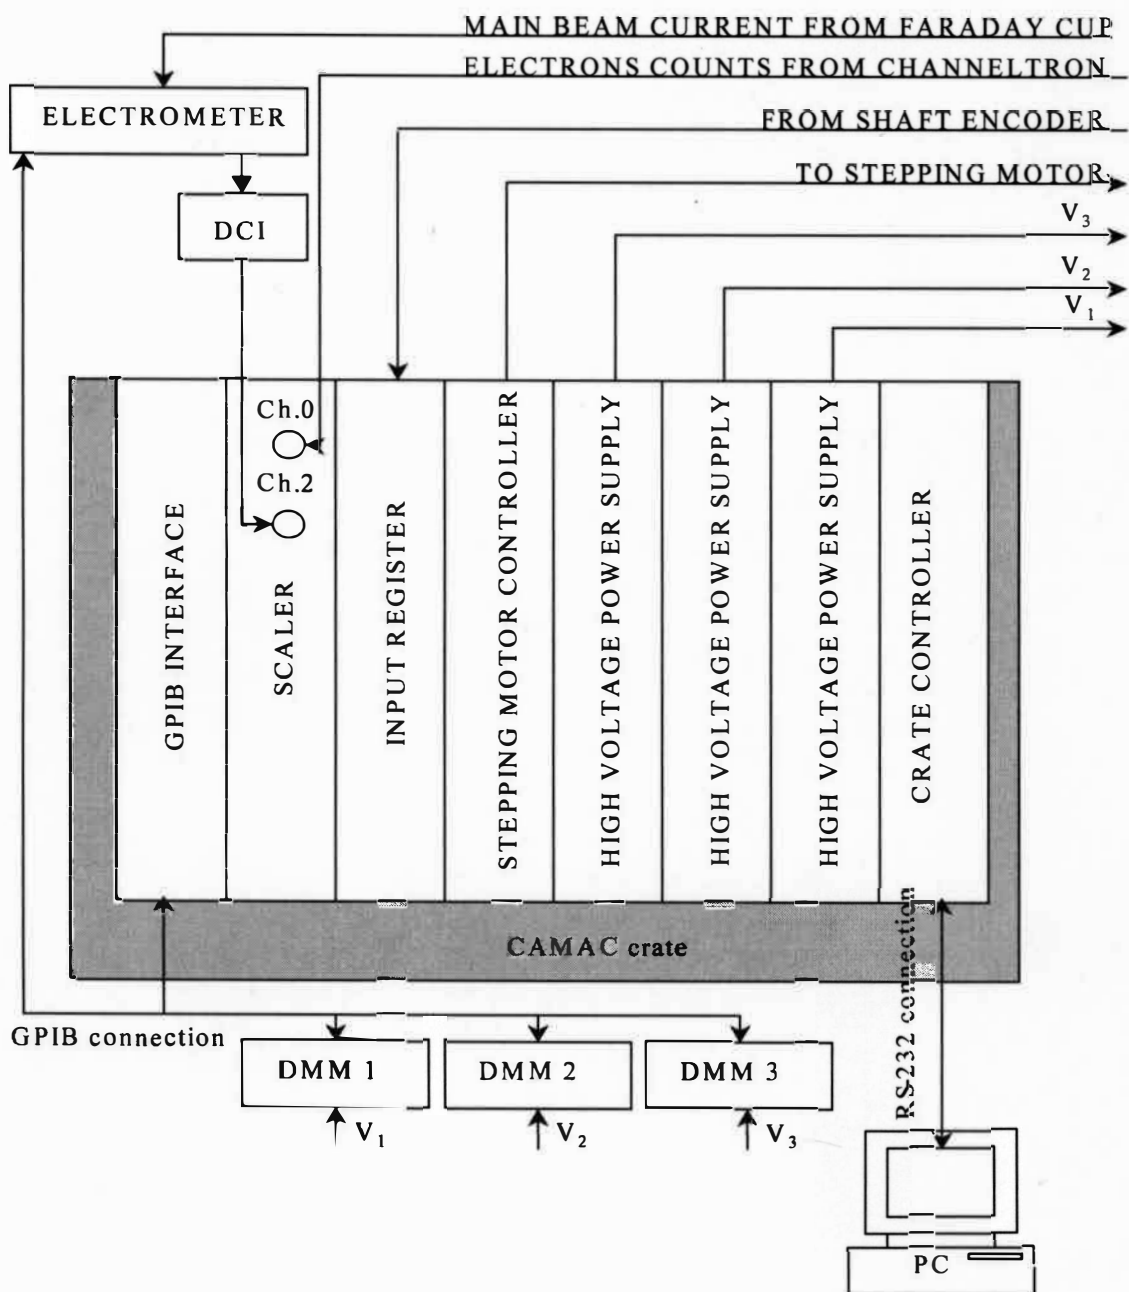 MAIN BEAM CURRENT FROM FARADAY CUP
ELECTRONS COUNTS FROM CHANNELTRON
ELECTROMETER
FROM SHAFT ENCODER
TO STEPPING MOTOR
DCI
V3
V2
V1
Ch.0
Ch.2
GPIB INTERFACE
SCALER
INPUT REGISTER
STEPPING MOTOR CONTROLLER
HIGH VOLTAGE POWER SUPPLY
HIGH VOLTAGE POWER SUPPLY
HIGH VOLTAGE POWER SUPPLY
CRATE CONTROLLER
CAMAC crate
RS-232 connection
GPIB connection
DMM 1
DMM 2
DMM 3
V1
V2
V3
PC